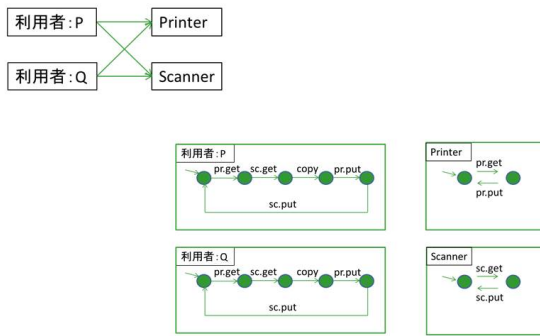 利用者:P
Printer
利用者:Q
Scanner
利用者:P
pr.get
sc.get
copy
pr.put
sc.put
Printer
pr.get
pr.put
利用者:Q
pr.get
sc.get
copy
pr.put
sc.put
Scanner
sc.get
sc.put